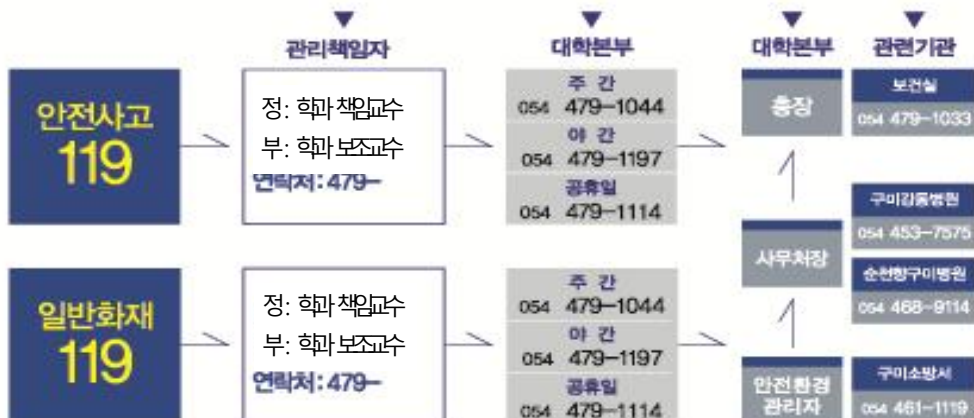 관리책임자
대학본부
대학본부
관련기관
안전사고
119
정: 학과 책임교수
부: 학과 보조교수
연락처: 479-
주 간
054 479-1044
야 간
054 479-1197
공휴일
054 479-1114
총장
사무처장
안전환경
관리자
보건실
054 479-1033
구미강동병원
054 453-7575
순천향구미병원
054 468-9114
구미소방서
054 461-1119
일반화재
119
정: 학과 책임교수
부: 학과 보조교수
연락처: 479-
주 간
054 479-1044
야 간
054 479-1197
공휴일
054 479-1114